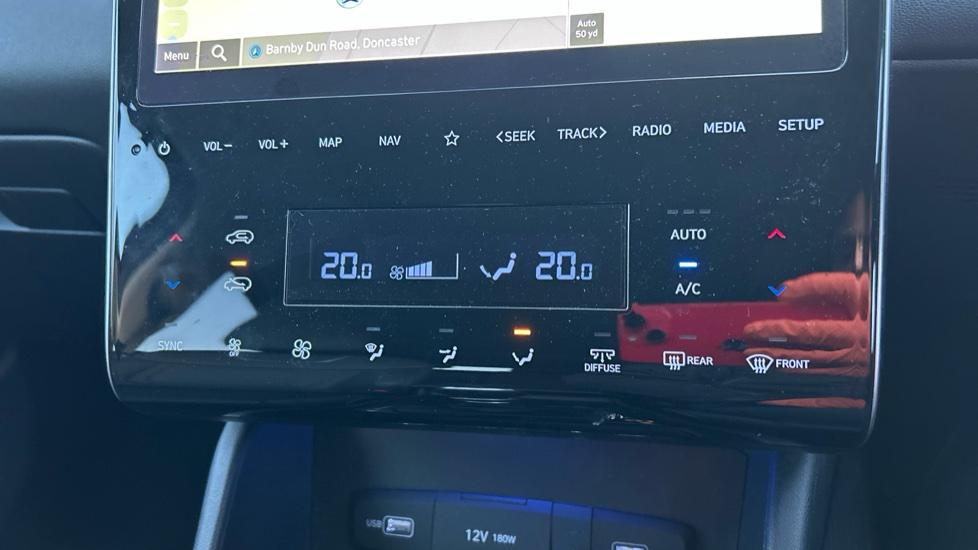 Menu
Barnby Dun Road, Doncaster
Auto
50 yd
VOL−
VOL+
MAP
NAV
<SEEK
TRACK>
RADIO
MEDIA
SETUP
AUTO
20.0
20.0
A/C
SYNC
OFF
DIFFUSE
REAR
FRONT
USB
12V 180W